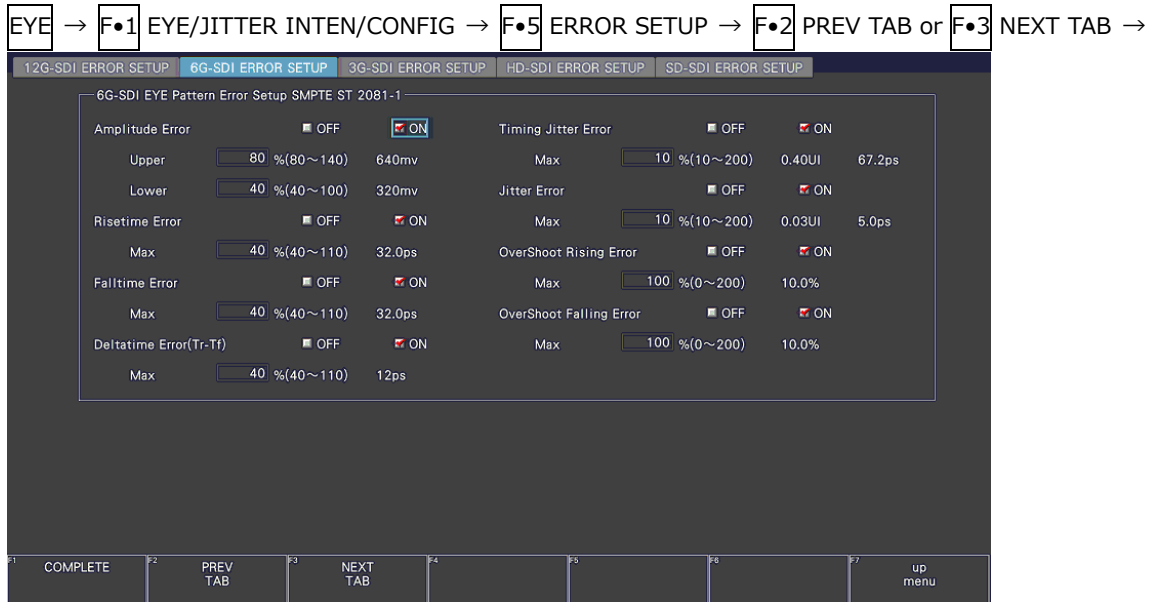 EYE → F•1 EYE/JITTER INTEN/CONFIG → F•5 ERROR SETUP → F•2 PREV TAB or F•3 NEXT TAB →
12G-SDI ERROR SETUP 6G-SDI ERROR SETUP 3G-SDI ERROR SETUP HD-SDI ERROR SETUP SD-SDI ERROR SETUP
6G-SDI EYE Pattern Error Setup SMPTE ST 2081-1
Amplitude Error OFF ON Timing Jitter Error OFF ON
Upper 80 %(80~140) 640mv Max 10 %(10~200) 0.40UI 67.2ps
Lower 40 %(40~100) 320mv Jitter Error OFF ON
Risetime Error OFF ON Max 10 %(10~200) 0.03UI 5.0ps
Max 40 %(40~110) 32.0ps OverShoot Rising Error OFF ON
Falltime Error OFF ON Max 100 %(0~200) 10.0%
Max 40 %(40~110) 32.0ps OverShoot Falling Error OFF ON
Deltatime Error(Tr-Tf) OFF ON Max 100 %(0~200) 10.0%
Max 40 %(40~110) 12ps
F1 COMPLETE F2 PREV TAB F3 NEXT TAB F4 F5 F6 F7 up menu